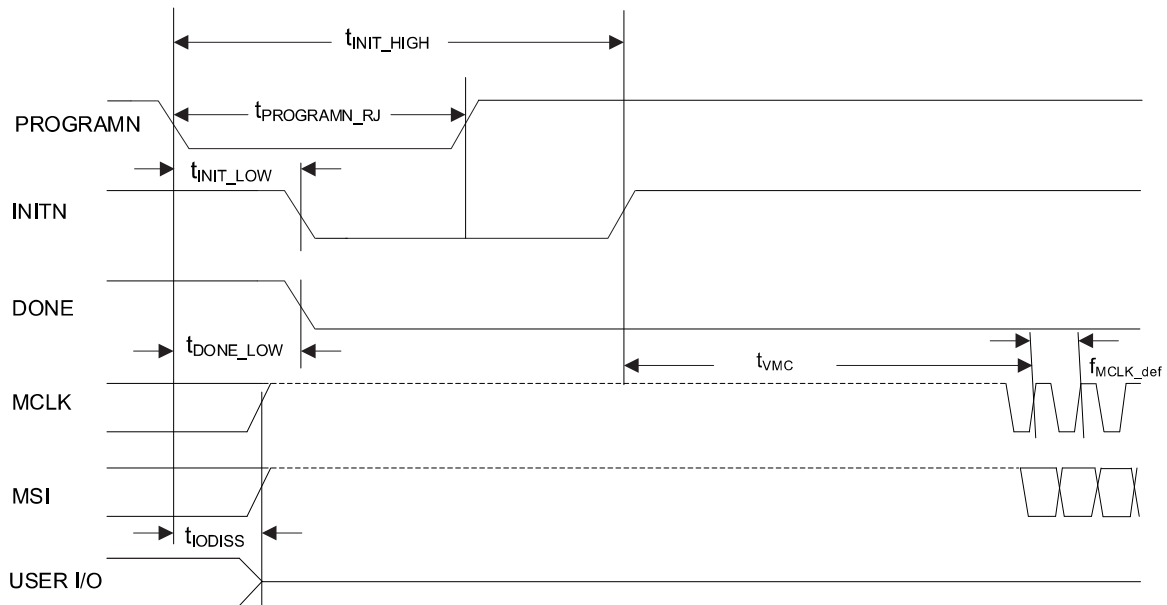 tINIT_HIGH
PROGRAMN
tPROGRAMN_RJ
tINIT_LOW
INITN
DONE
tDONE_LOW
tVMC
fMCLK_def
MCLK
MSI
tIODISS
USER I/O